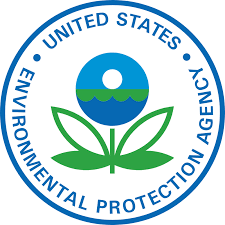 UNITED STATES
ENVIRONMENTAL PROTECTION AGENCY